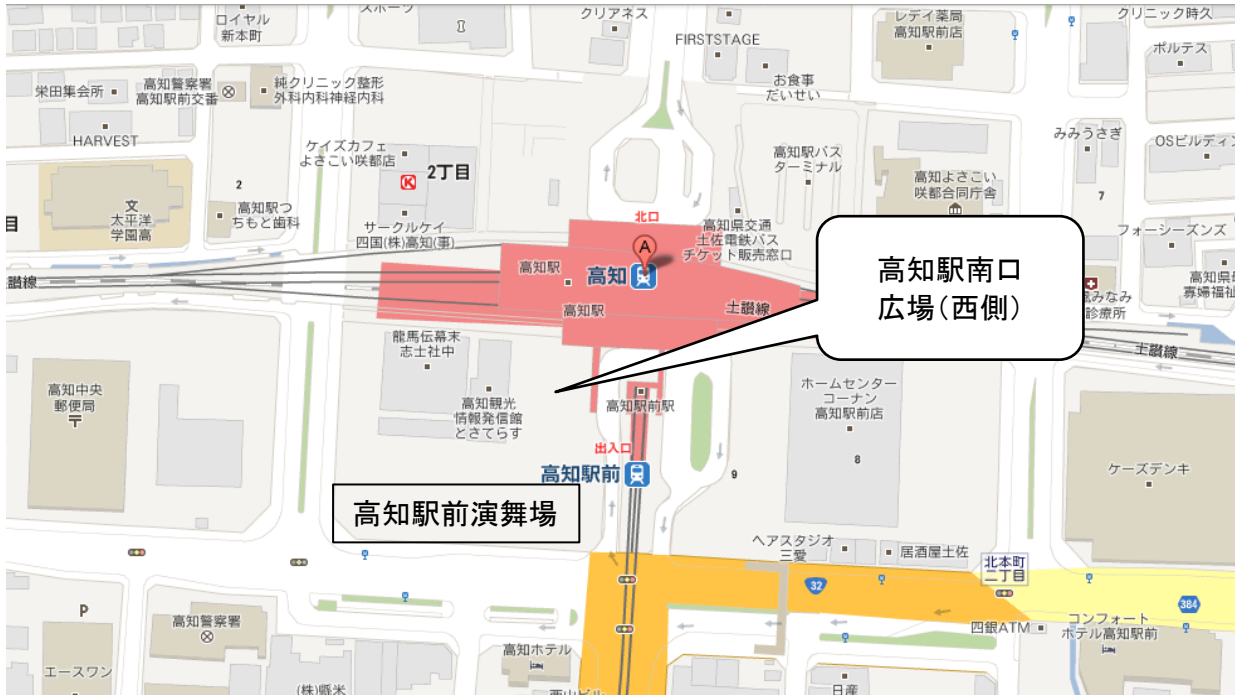 ロイヤル
新本町
スポーツ
クリアネス
FIRSTSTAGE
レディ薬局
高知駅前店
クリニック時久
ポルテス
栄田集会所
高知警察署
高知駅前交番
純クリニック整形
外科内科神経内科
お食事
だいせい
HARVEST
ケイズカフェ
よさこい咲都店
2丁目
高知駅バス
ターミナル
みみうさぎ
OSビルディン
高知よさこい
咲都合同庁舎
文
太平洋
学園高
2
高知駅つ
ちもと歯科
K
7
目
サークルケイ
四国(株)高知(事)
北口
高知県交通
土佐電鉄バス
チケット販売窓口
フォーシーズンズ
A
高知駅
高知
高知駅南口
広場(西側)
高知県
寡婦福祉
讃線
高知駅
土讃線
みなみ
診療所
土讃線
龍馬伝幕末
志士社中
高知中央
郵便局
〒
高知観光
情報発信館
とさてらす
高知駅前駅
ホームセンター
コーナン
高知駅前店
出入口
高知駅前
8
9
ケーズデンキ
高知駅前演舞場
ヘアスタジオ
三愛
居酒屋土佐
北本町
二丁目
32
384
P
高知警察署
四銀ATM
コンフォート
ホテル高知駅前
高知ホテル
エースワン
(株)縣米
西山ビル
日産